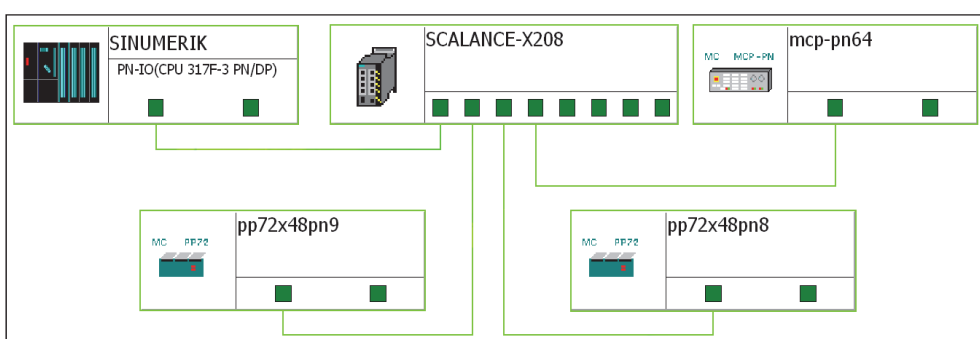 SINUMERIK
PN-IO(CPU 317F-3 PN/DP)
SCALANCE-X208
MC MCP-PN
mcp-pn64
MC PP72
pp72x48pn9
MC PP72
pp72x48pn8